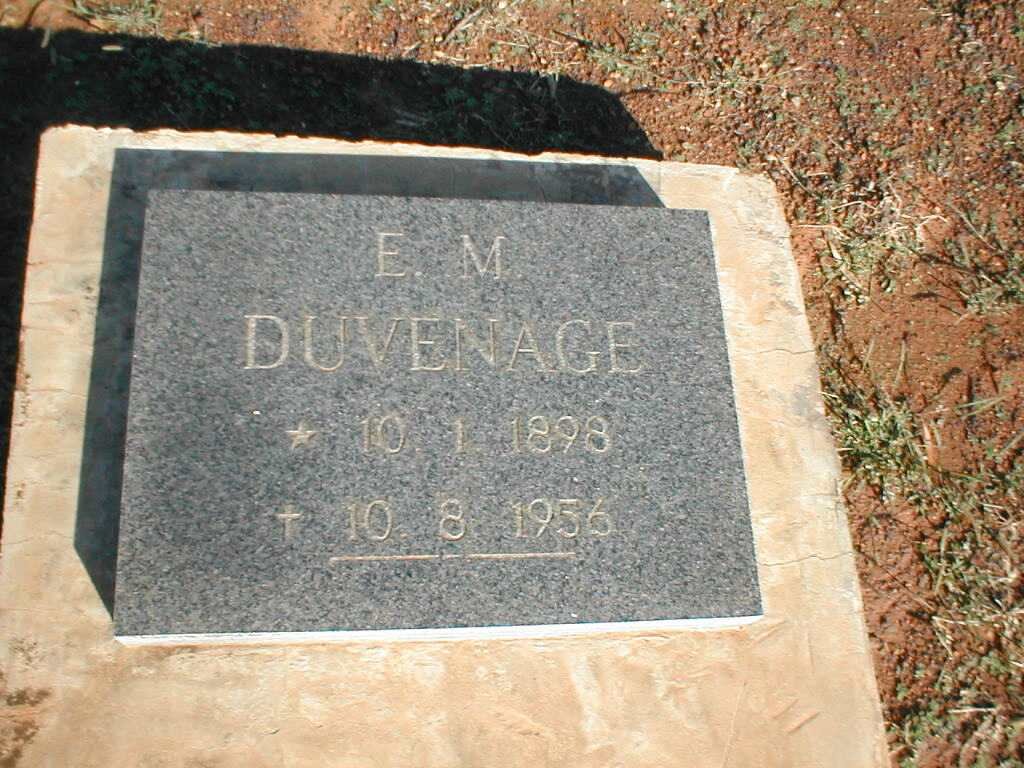 E. M.
DUVENAGE
★ 10. 1. 1898
† 10. 8. 1956